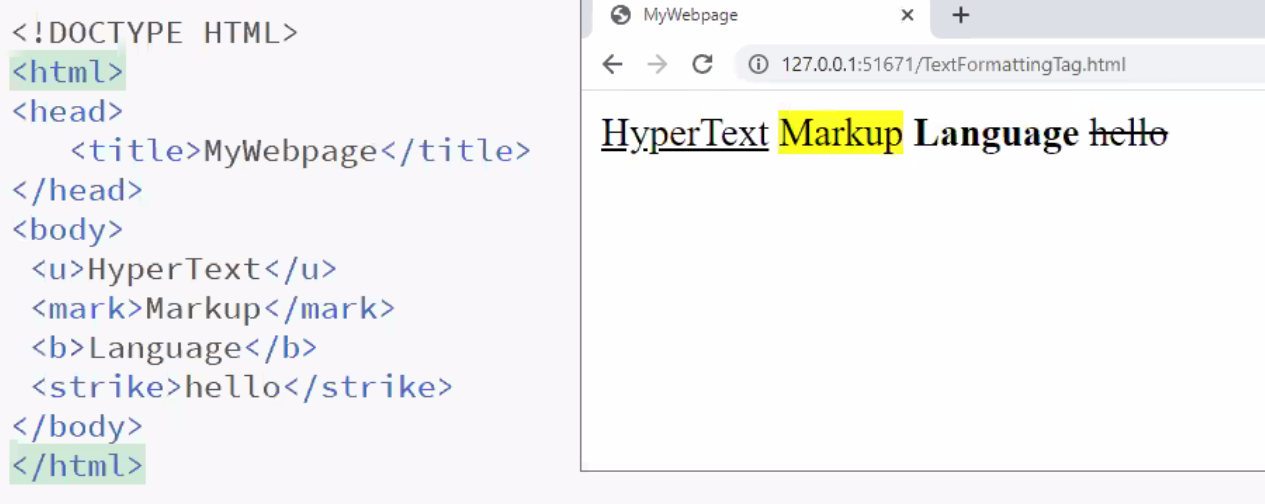 <!DOCTYPE HTML>
<html>
<head>
<title>MyWebpage</title>
</head>
<body>
<u>HyperText</u>
<mark>Markup</mark>
<b>Language</b>
<strike>hello</strike>
</body>
</html>
MyWebpage
127.0.0.1:51671/TextFormattingTag.html
HyperText Markup Language hello